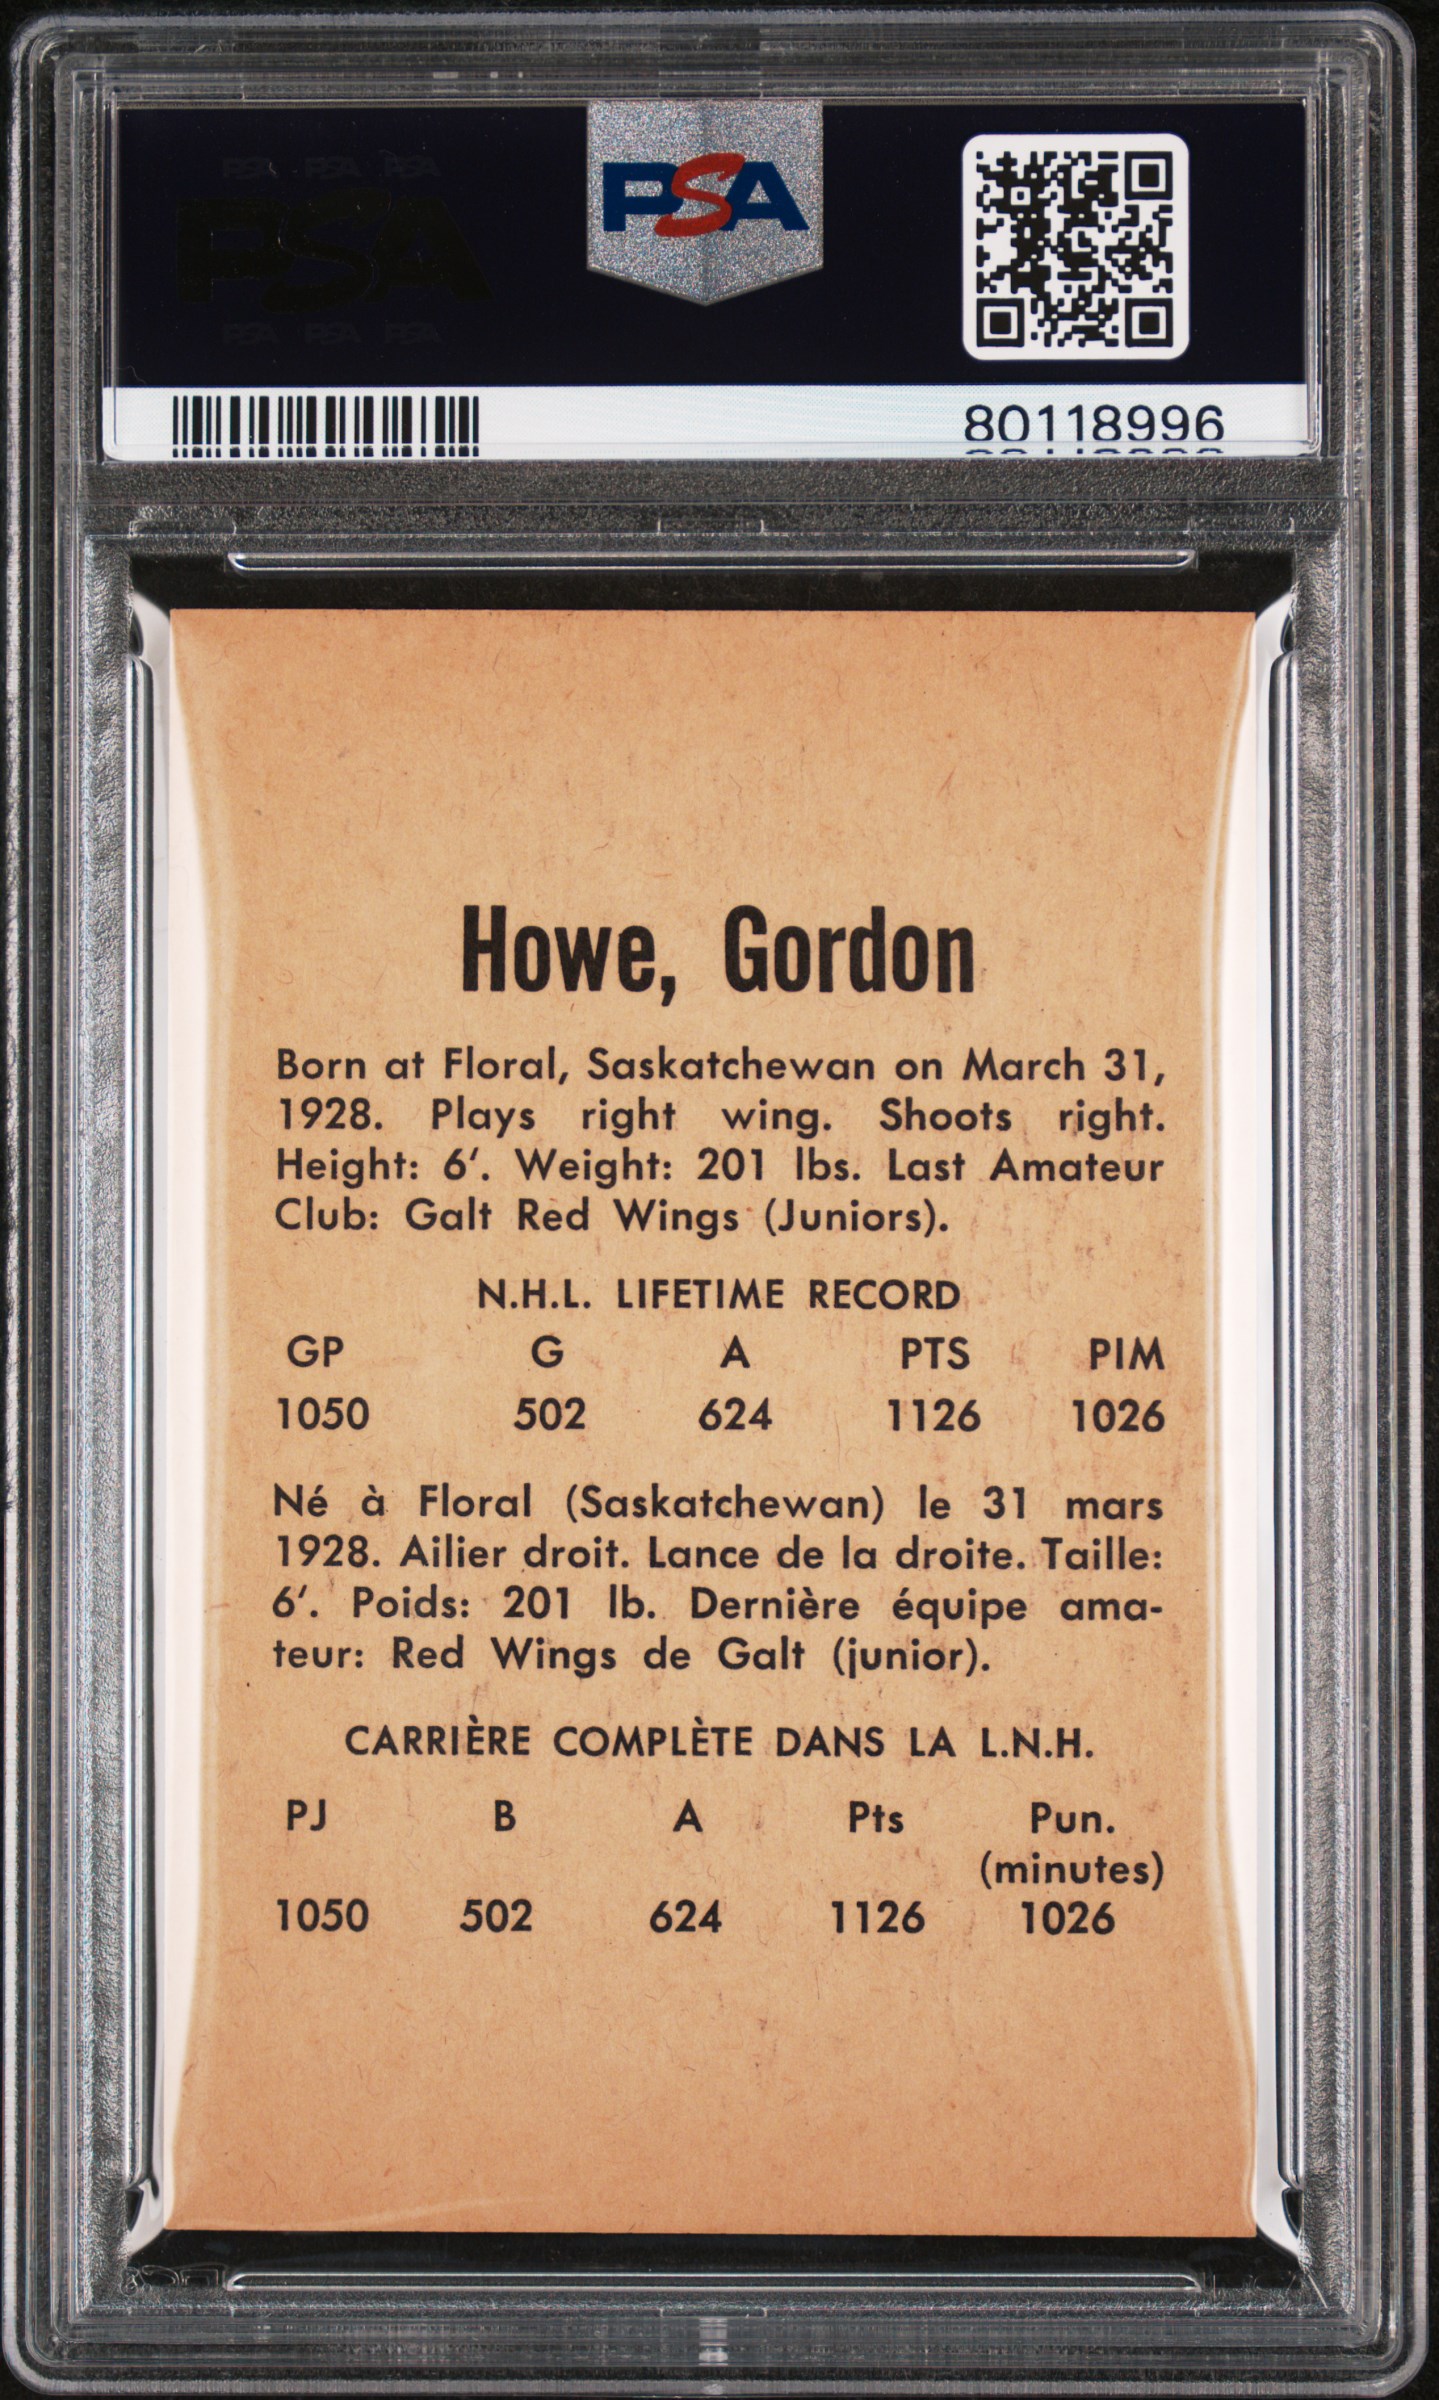 PSA
80118996
Howe, Gordon
Born at Floral, Saskatchewan on March 31,
1928. Plays right wing. Shoots right.
Height: 6'. Weight: 201 lbs. Last Amateur
Club: Galt Red Wings (Juniors).
N.H.L. LIFETIME RECORD
GP G A PTS PIM
1050 502 624 1126 1026
Né à Floral (Saskatchewan) le 31 mars
1928. Ailier droit. Lance de la droite. Taille:
6'. Poids: 201 lb. Dernière équipe ama-
teur: Red Wings de Galt (junior).
CARRIÈRE COMPLÈTE DANS LA L.N.H.
PJ B A Pts Pun.
(minutes)
1050 502 624 1126 1026